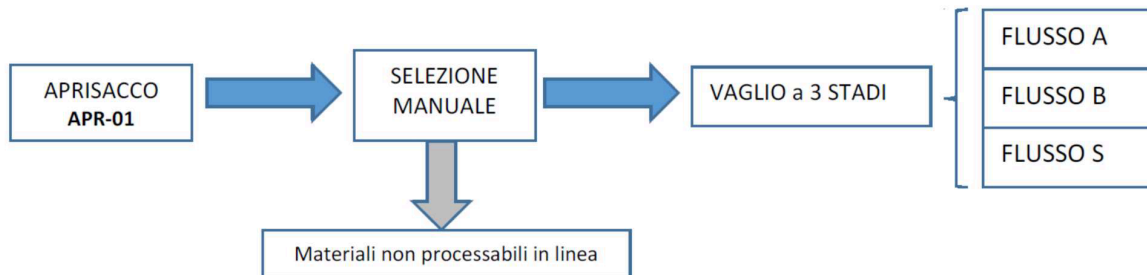 APRISACCO
APR-01
SELEZIONE
MANUALE
VAGLIO a 3 STADI
FLUSSO A
FLUSSO B
FLUSSO S
Materiali non processabili in linea